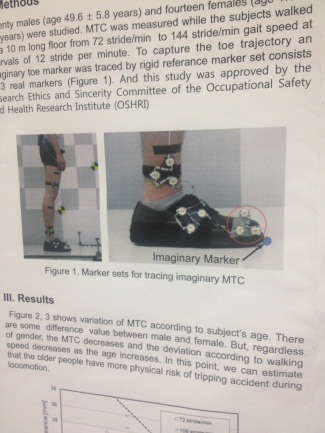 Methods
enty males (age 49.6 ± 5.8 years) and fourteen females (age
years) were studied. MTC was measured while the subjects walked
a 10 m long floor from 72 stride/min to 144 stride/min gait speed at
rvals of 12 stride per minute. To capture the toe trajectory an
aginary toe marker was traced by rigid referance marker set consists
3 real markers (Figure 1). And this study was approved by the
search Ethics and Sincerity Committee of the Occupational Safety
d Health Research Institute (OSHRI)
Imaginary Marker
Figure 1. Marker sets for tracing imaginary MTC
III. Results
Figure 2, 3 shows variation of MTC according to subject's age. There
are some difference value between male and female. But, regardless
of gender, the MTC decreases and the deviation according to walking
speed decreases as the age increases. In this point, we can estimate
that the older people have more physical risk of tripping accident during
locomotion.
35
30
25
rance [mm]
72 stride/min
108 stride/min